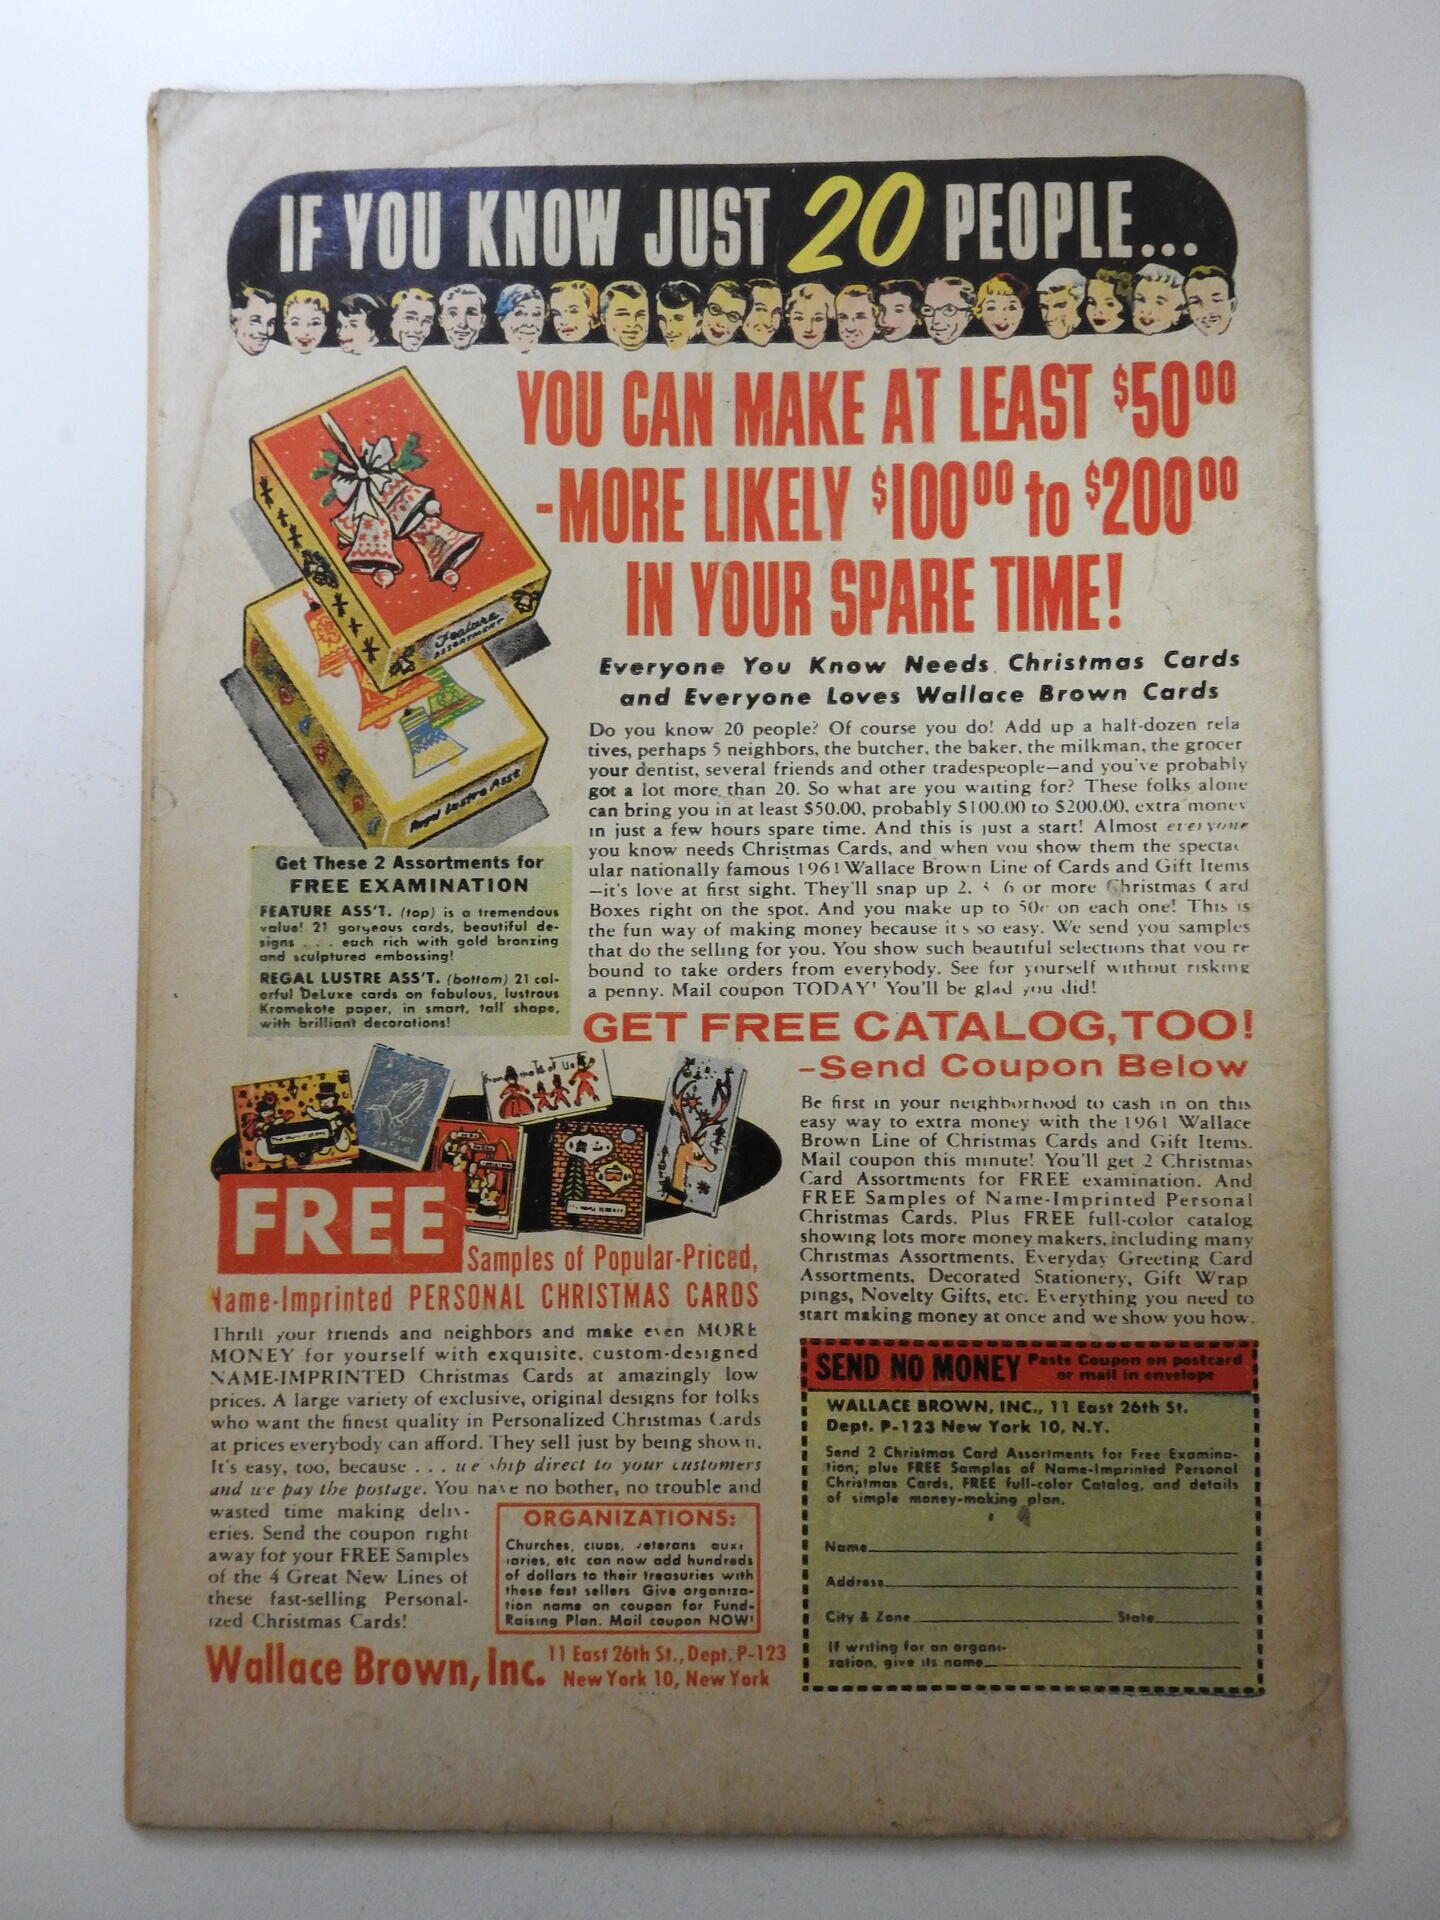 IF YOU KNOW JUST 20 PEOPLE...
YOU CAN MAKE AT LEAST $50.00
-MORE LIKELY $100.00 to $200.00
IN YOUR SPARE TIME!
Feature
ASSORTMENT
Regal Lustre Ass't
Everyone You Know Needs Christmas Cards
and Everyone Loves Wallace Brown Cards
Do you know 20 people? Of course you do! Add up a half-dozen rela
tives, perhaps 5 neighbors, the butcher, the baker, the milkman, the grocer
your dentist, several friends and other tradespeople—and you've probably
got a lot more than 20. So what are you waiting for? These folks alone
can bring you in at least $50.00, probably $100.00 to $200.00, extra money
in just a few hours spare time. And this is just a start! Almost everyone
you know needs Christmas Cards, and when you show them the spectac
ular nationally famous 1961 Wallace Brown Line of Cards and Gift Items
—it's love at first sight. They'll snap up 2, 3 6 or more Christmas Card
Boxes right on the spot. And you make up to 50c on each one! This is
the fun way of making money because it s so easy. We send you samples
that do the selling for you. You show such beautiful selections that you re
bound to take orders from everybody. See for yourself without risking
a penny. Mail coupon TODAY! You'll be glad you did!
Get These 2 Assortments for
FREE EXAMINATION
FEATURE ASS'T. (top) is a tremendous
value! 21 gorgeous cards, beautiful de-
signs . . . each rich with gold bronzing
and sculptured embossing!
REGAL LUSTRE ASS'T. (bottom) 21 col-
orful DeLuxe cards on fabulous, lustrous
Kromekote paper, in smart, tall shape,
with brilliant decorations!
GET FREE CATALOG, TOO!
-Send Coupon Below
Be first in your neighborhood to cash in on this
easy way to extra money with the 1961 Wallace
Brown Line of Christmas Cards and Gift Items.
Mail coupon this minute! You'll get 2 Christmas
Card Assortments for FREE examination. And
FREE Samples of Name-Imprinted Personal
Christmas Cards. Plus FREE full-color catalog
showing lots more money makers, including many
Christmas Assortments, Everyday Greeting Card
Assortments, Decorated Stationery, Gift Wrap
pings, Novelty Gifts, etc. Everything you need to
start making money at once and we show you how.
From the of Us
FREE
Samples of Popular-Priced,
Name-Imprinted PERSONAL CHRISTMAS CARDS
Thrill your friends and neighbors and make even MORE
MONEY for yourself with exquisite, custom-designed
NAME-IMPRINTED Christmas Cards at amazingly low
prices. A large variety of exclusive, original designs for folks
who want the finest quality in Personalized Christmas Cards
at prices everybody can afford. They sell just by being shown.
It's easy, too, because . . . we ship direct to your customers
and we pay the postage. You have no bother, no trouble and
wasted time making deliv-
eries. Send the coupon right
away for your FREE Samples
of the 4 Great New Lines of
these fast-selling Personal-
ized Christmas Cards!
ORGANIZATIONS:
Churches, clubs, veterans auxi
iaries, etc can now add hundreds
of dollars to their treasuries with
these fast sellers Give organiza-
tion name on coupon for Fund-
Raising Plan. Mail coupon NOW!
Wallace Brown, Inc. 11 East 26th St., Dept. P-123
New York 10, New York
SEND NO MONEY Paste Coupon on postcard
or mail in envelope
WALLACE BROWN, INC., 11 East 26th St.
Dept. P-123 New York 10, N.Y.
Send 2 Christmas Card Assortments for Free Examina-
tion; plus FREE Samples of Name-Imprinted Personal
Christmas Cards, FREE full-color Catalog, and details
of simple money-making plan.
Name
Address
City & Zone State
If writing for an organi-
zation, give its name